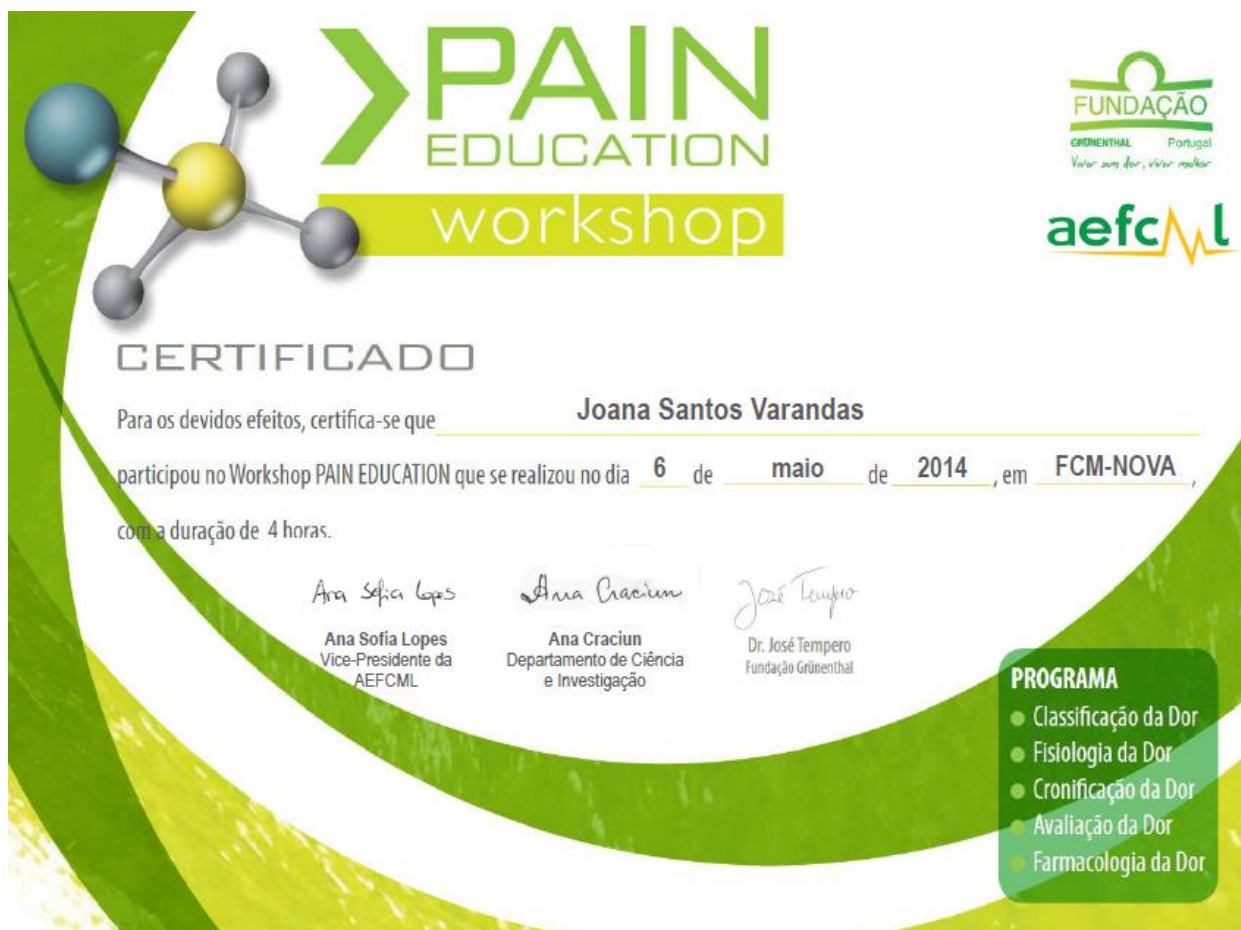 PAIN
EDUCATION
workshop
FUNDAÇÃO
GRÜNENTHAL Portugal
Viver sem dor, viver melhor
aefcml
CERTIFICADO
Para os devidos efeitos, certifica-se que Joana Santos Varandas
participou no Workshop PAIN EDUCATION que se realizou no dia 6 de maio de 2014 , em FCM-NOVA ,
com a duração de 4 horas.
Ana Sofia Lopes
Ana Craciun
José Tempero
Ana Sofia Lopes
Vice-Presidente da
AEFCML
Ana Craciun
Departamento de Ciência
e Investigação
Dr. José Tempero
Fundação Grünenthal
PROGRAMA
Classificação da Dor
Fisiologia da Dor
Cronificação da Dor
Avaliação da Dor
Farmacologia da Dor